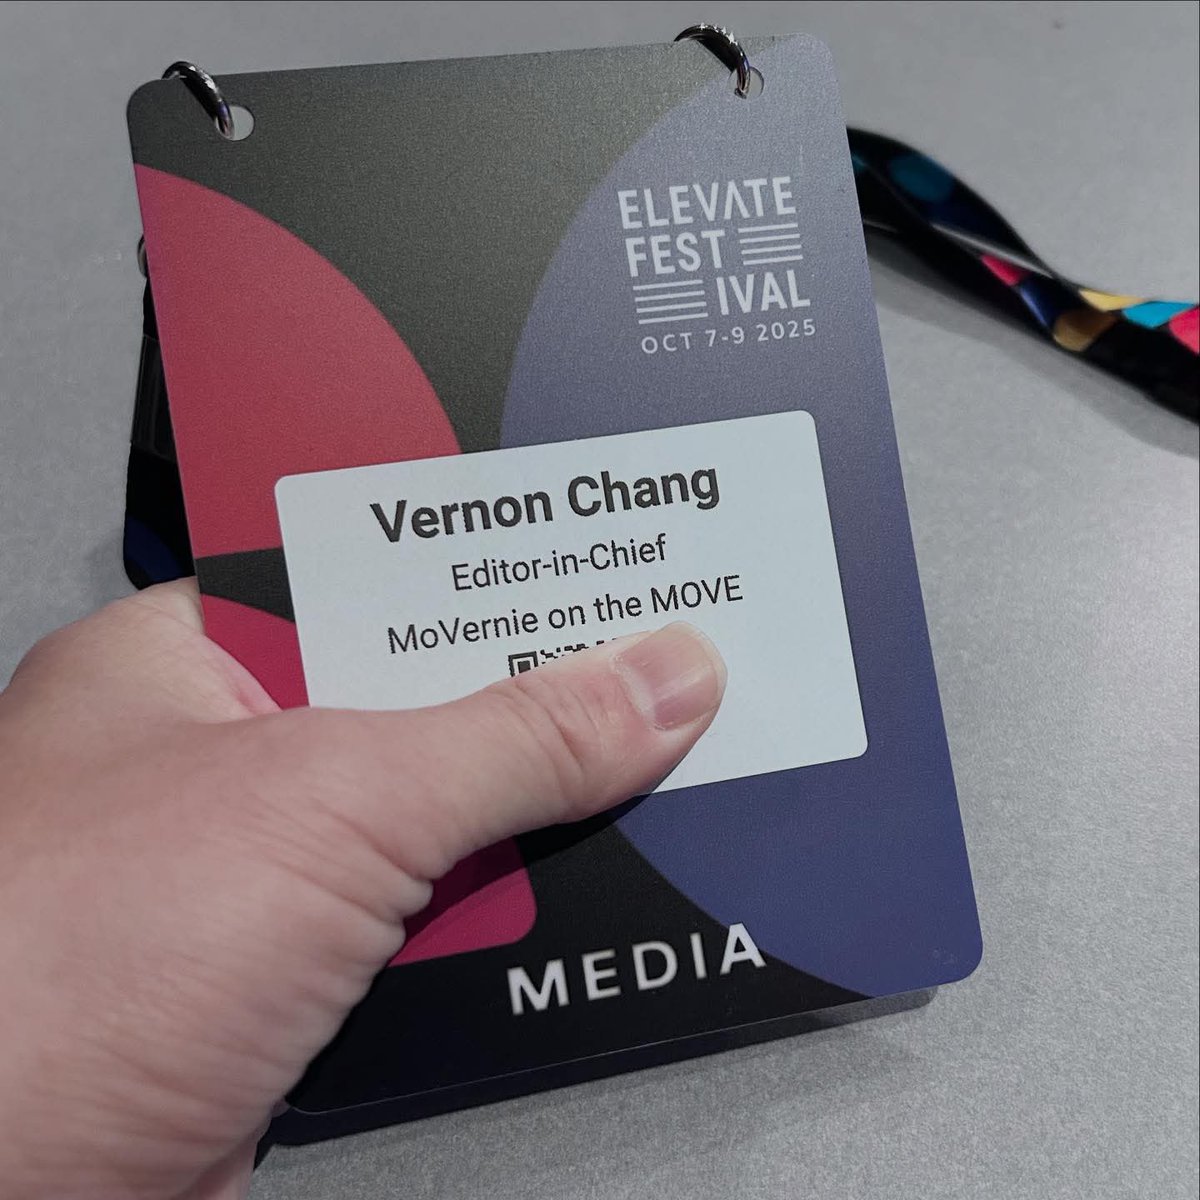 ELEVATE
FEST
IVAL
OCT 7-9 2025
Vernon Chang
Editor-in-Chief
MoVernie on the MOVE
MEDIA